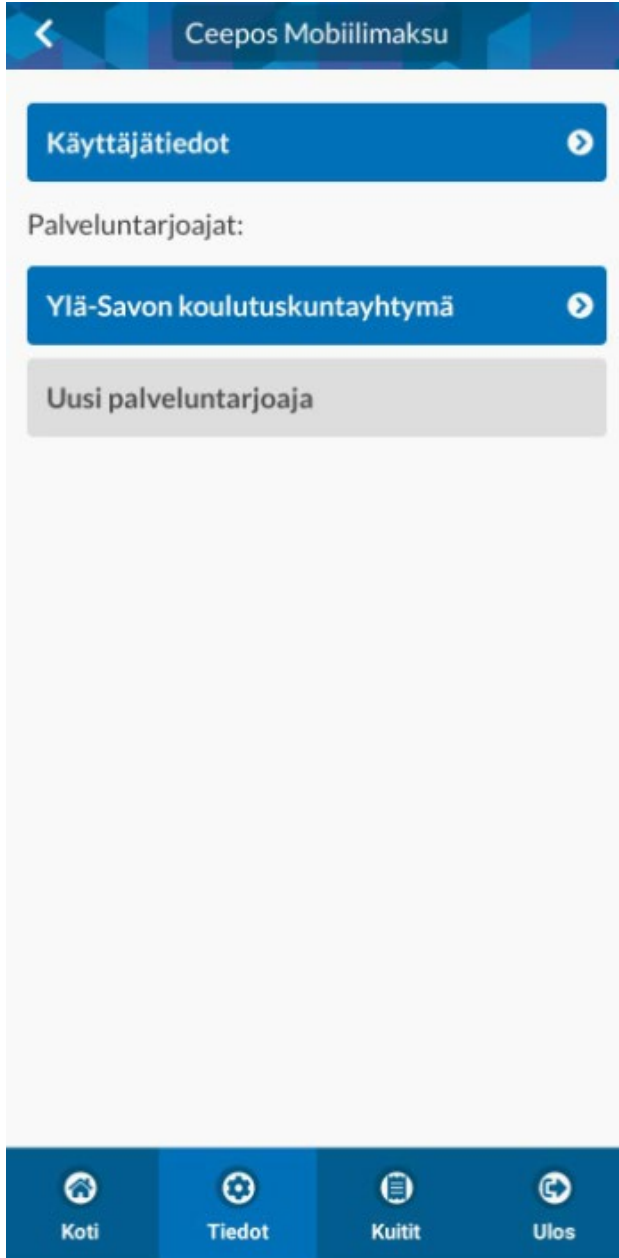 Ceepos Mobiilimaksu
Käyttäjätiedot
Palveluntarjoajat:
Ylä-Savon koulutuskuntayhtymä
Uusi palveluntarjoaja
Koti Tiedot Kuitit Ulos